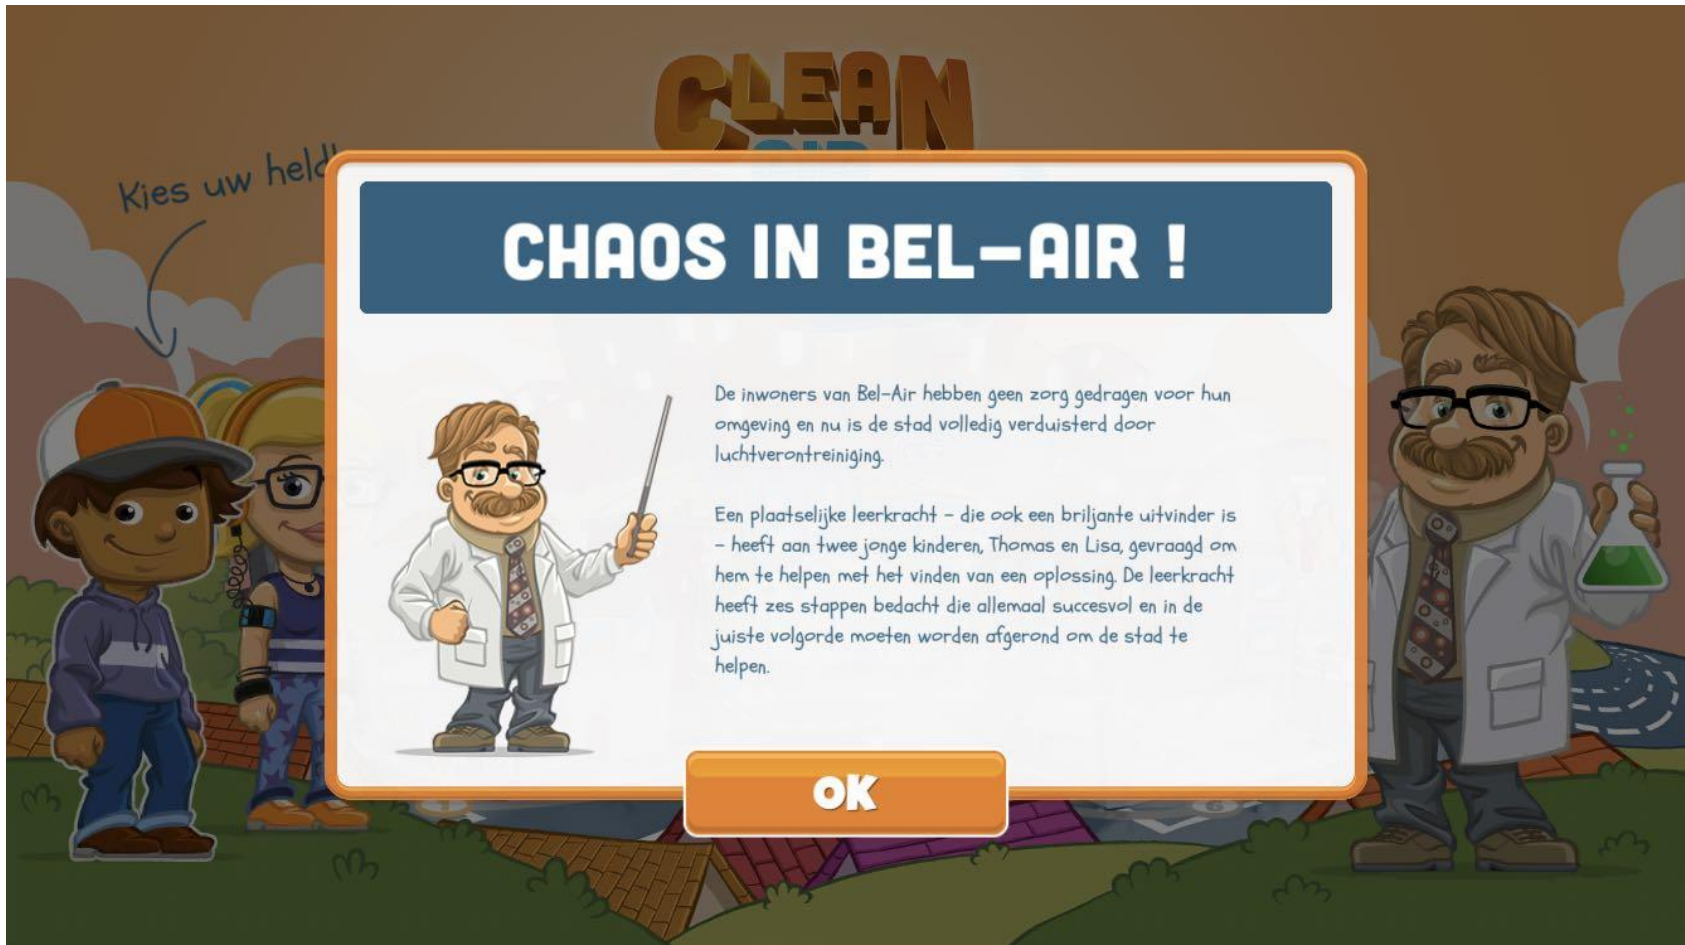 CLEAN
AIR
Kies uw held!
CHAOS IN BEL-AIR !
De inwoners van Bel-Air hebben geen zorg gedragen voor hun
omgeving en nu is de stad volledig verduisterd door
luchtverontreiniging.
Een plaatselijke leerkracht – die ook een briljante uitvinder is
– heeft aan twee jonge kinderen, Thomas en Lisa, gevraagd om
hem te helpen met het vinden van een oplossing. De leerkracht
heeft zes stappen bedacht die allemaal succesvol en in de
juiste volgorde moeten worden afgerond om de stad te
helpen.
OK